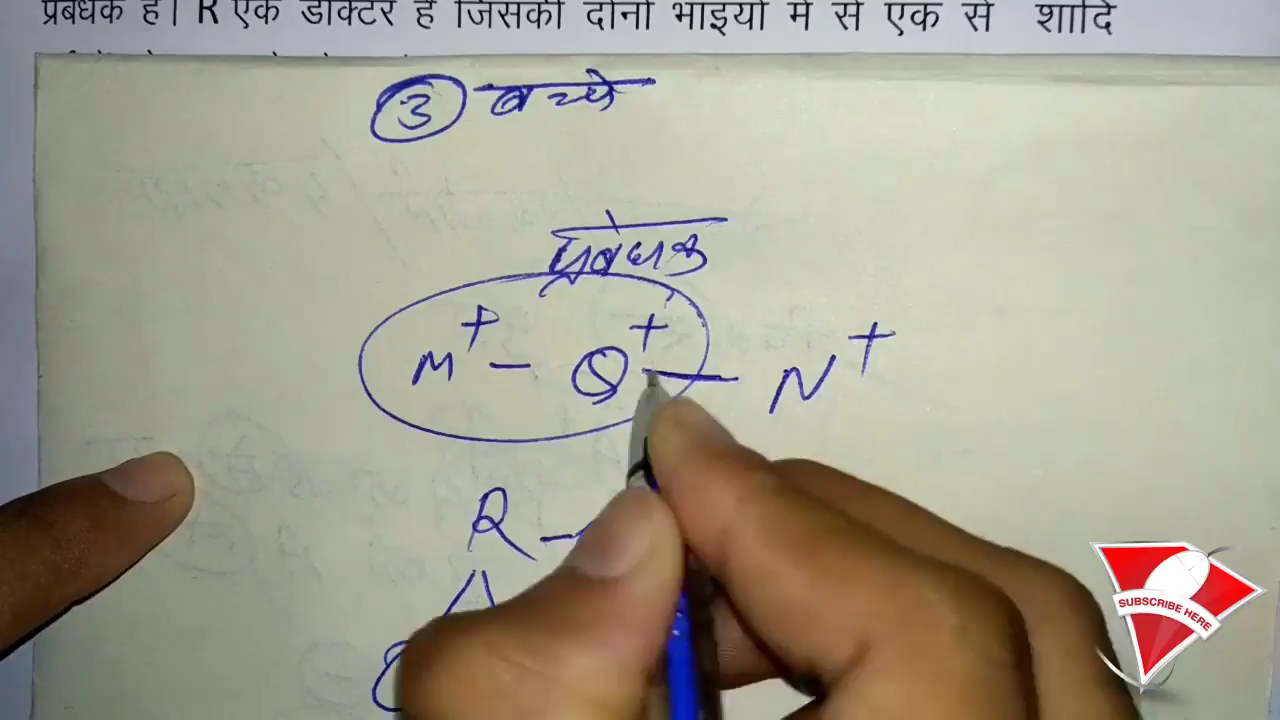 प्रबंधक है। R एक डॉक्टर है जिसकी दोनों भाइयों में से एक से शादि
③ बच्चे
प्रबंधक
M⁺ – Q⁺ — N⁺
R –
SUBSCRIBE HERE